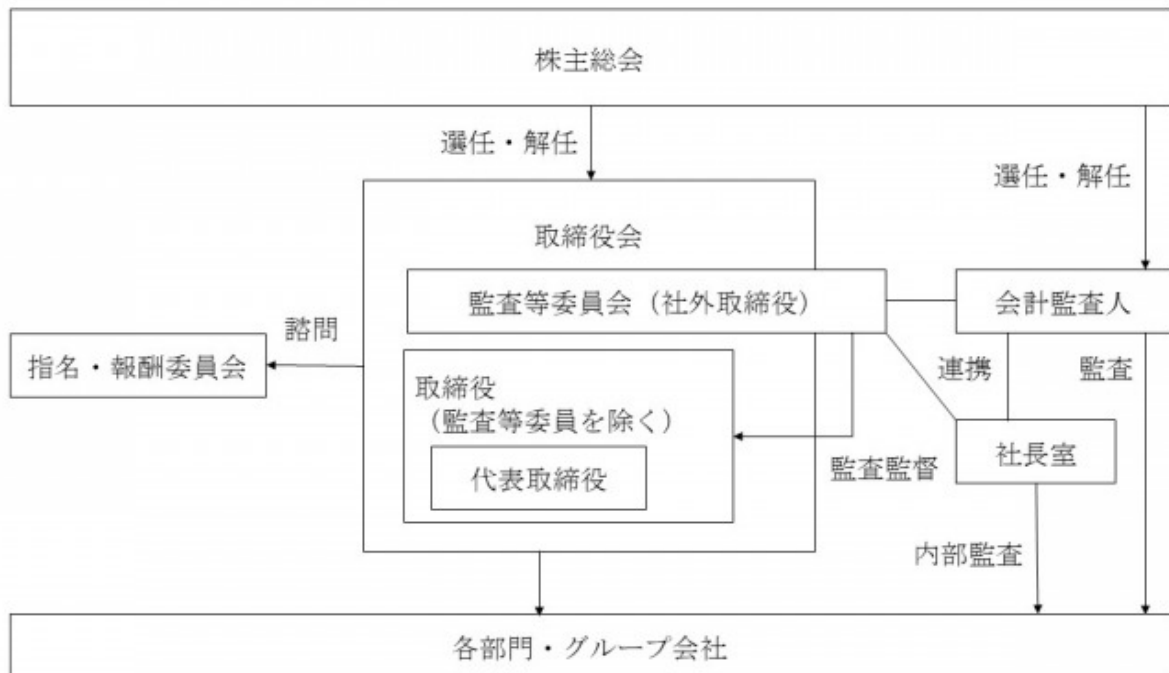 株主総会
選任・解任
選任・解任
取締役会
監査等委員会（社外取締役）
会計監査人
諮問
指名・報酬委員会
連携
監査
取締役
（監査等委員を除く）
代表取締役
監査監督
社長室
内部監査
各部門・グループ会社